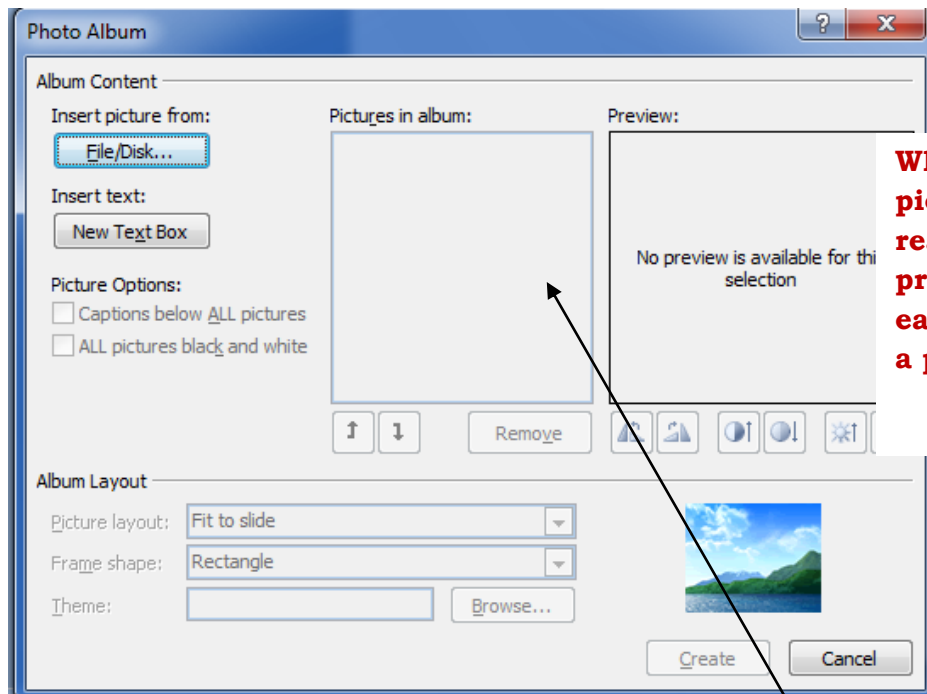 Photo Album
Album Content
Insert picture from:
File/Disk...
Insert text:
New Text Box
Picture Options:
Captions below ALL pictures
ALL pictures black and white
Pictures in album:
Remove
Preview:
No preview is available for
selection
a
Album Layout
Picture layout:
Fit to slide
Frame shape:
Rectangle
Theme:
Browse...
Create
Cancel